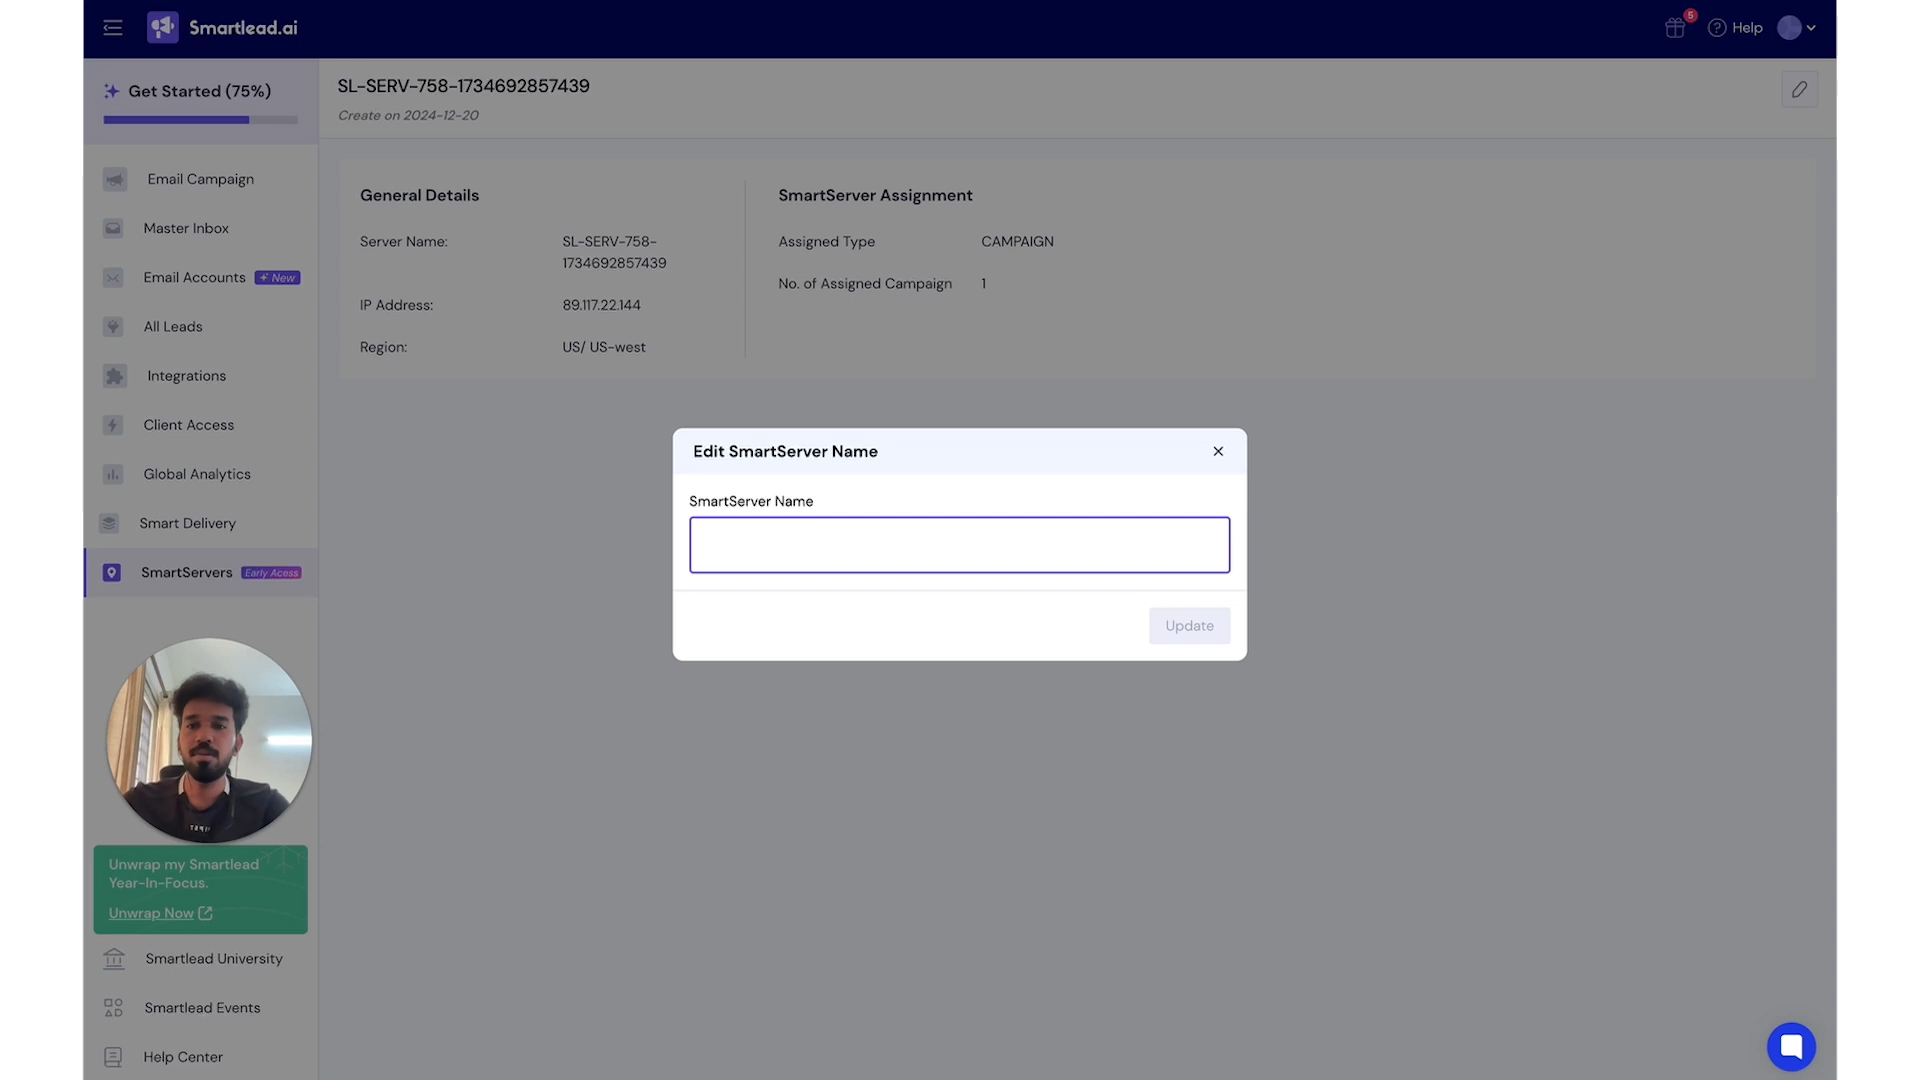 Smartlead.ai
5
Help
Get Started (75%)
SL-SERV-758-1734692857439
Create on 2024-12-20
Email Campaign
Master Inbox
Email Accounts
New
All Leads
Integrations
Client Access
Global Analytics
Smart Delivery
SmartServers
Early Acess
General Details
Server Name:
SL-SERV-758-
1734692857439
IP Address:
89.117.22.144
Region:
US/ US-west
SmartServer Assignment
Assigned Type
CAMPAIGN
No. of Assigned Campaign
1
Edit SmartServer Name
SmartServer Name
Update
Unwrap my Smartlead
Year-In-Focus.
Unwrap Now
Smartlead University
Smartlead Events
Help Center